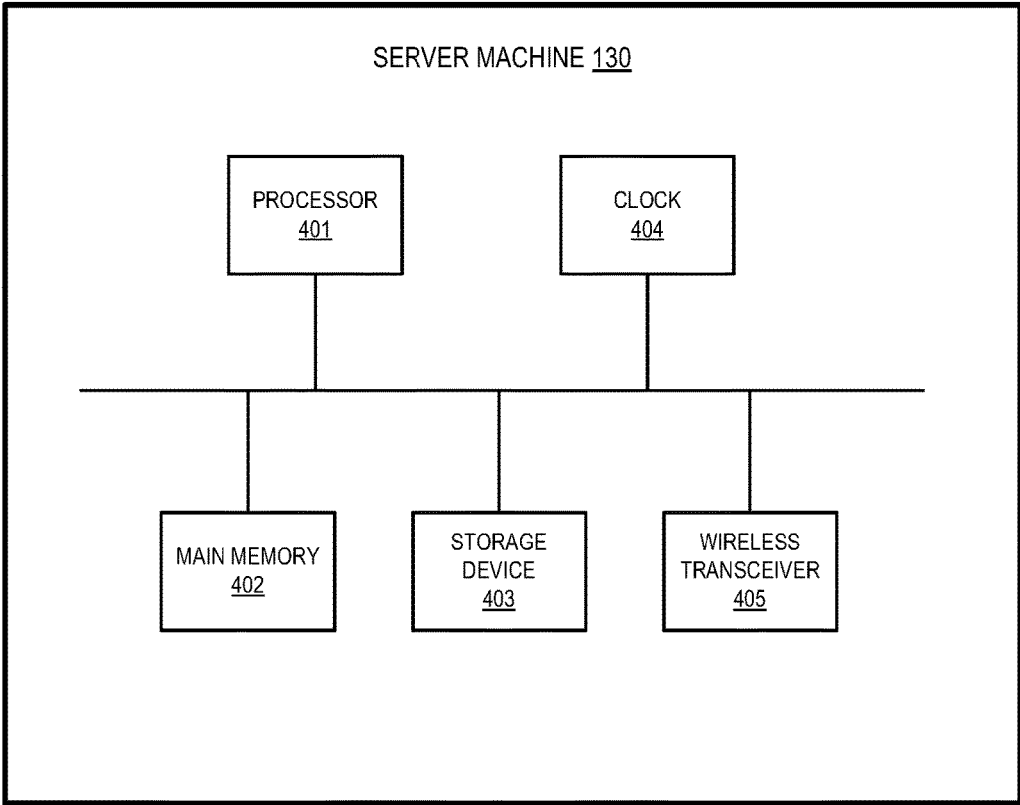 SERVER MACHINE 130
PROCESSOR
401
CLOCK
404
MAIN MEMORY
402
STORAGE
DEVICE
403
WIRELESS
TRANSCEIVER
405